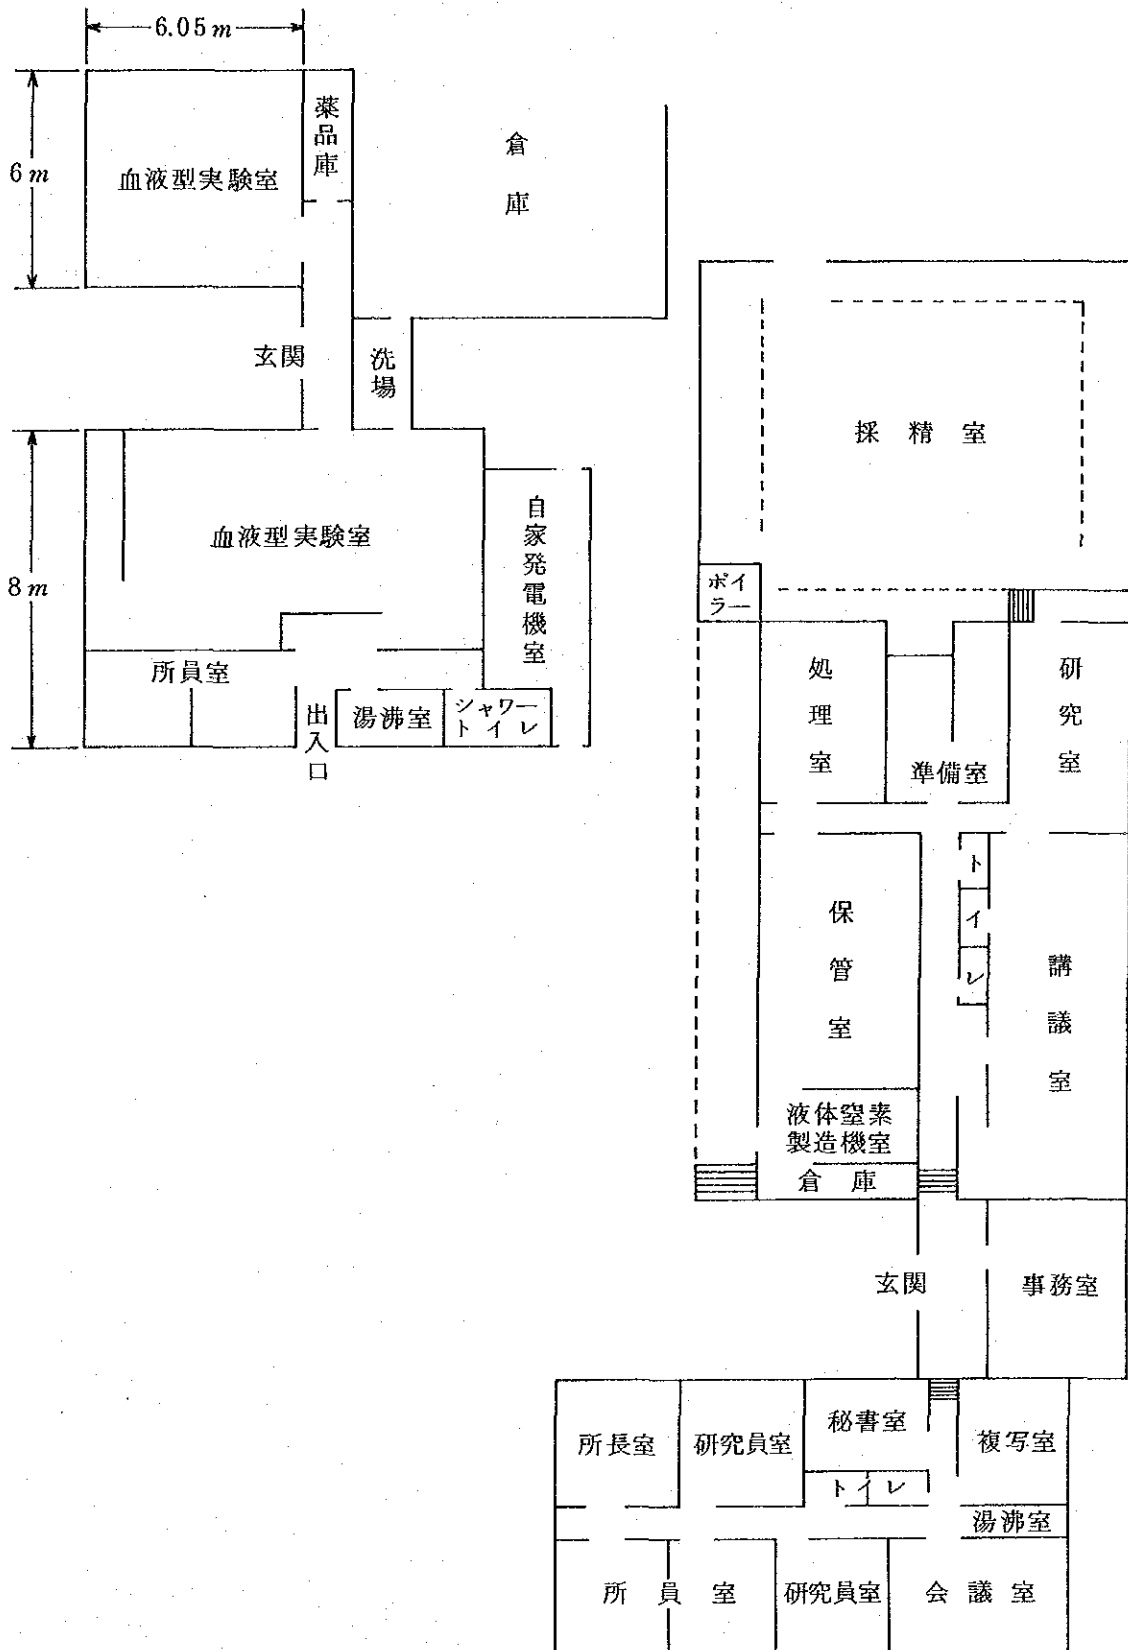 6.05m
6m
血液型実験室
薬品庫
倉庫
玄関
洗場
採精室
8m
血液型実験室
自家発電機室
所員室
出入口
湯沸室
シャワー
トイレ
ボイ
ラー
処理室
準備室
研究室
保管室
トイレ
講議室
液体窒素
製造機室
倉庫
玄関
事務室
所長室
研究員室
秘書室
複写室
トイレ
湯沸室
所員室
研究員室
会議室